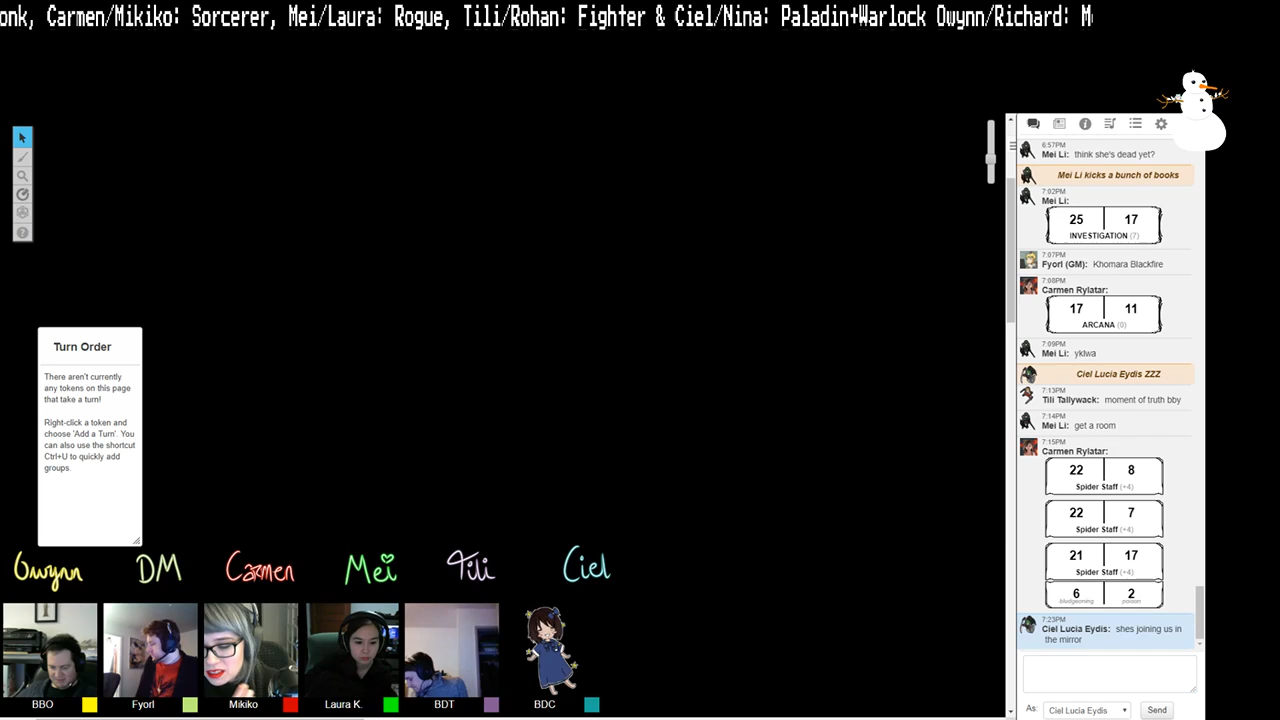 onk, Carmen/Mikiko: Sorcerer, Mei/Laura: Rogue, Tili/Rohan: Fighter & Ciel/Nina: Paladin+Warlock Owynn/Richard: M
6:57PM
Mei Li: think she's dead yet?
Mei Li kicks a bunch of books
7:02PM
Mei Li:
25 17
INVESTIGATION (7)
7:07PM
Fyorl (GM): Khomara Blackfire
7:08PM
Carmen Rylatar:
17 11
ARCANA (0)
7:09PM
Mei Li: yklwa
Ciel Lucia Eydis ZZZ
7:13PM
Tili Tallywack: moment of truth bby
7:14PM
Mei Li: get a room
7:15PM
Carmen Rylatar:
22 8
Spider Staff (+4)
22 7
Spider Staff (+4)
21 17
Spider Staff (+4)
6 2
bludgeoning poison
7:23PM
Ciel Lucia Eydis: shes joining us in
the mirror
As: Ciel Lucia Eydis Send
Turn Order
There aren't currently
any tokens on this page
that take a turn!
Right-click a token and
choose 'Add a Turn'. You
can also use the shortcut
Ctrl+U to quickly add
groups.
Owynn DM Carmen Mei Tili Ciel
BBO Fyorl Mikiko Laura K. BDT BDC